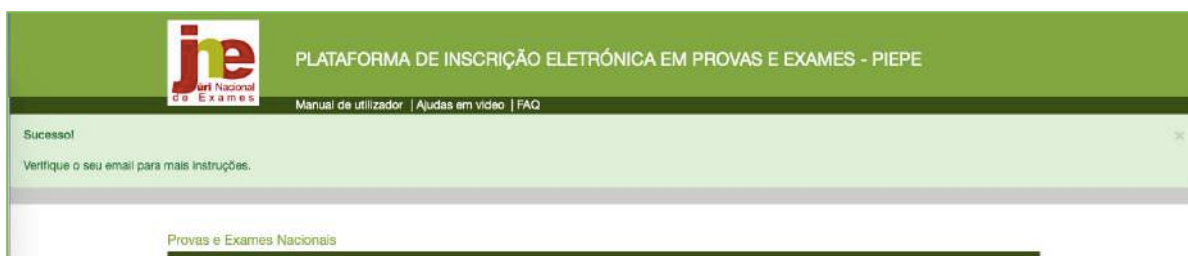 jne
Júri Nacional
de Exames
PLATAFORMA DE INSCRIÇÃO ELETRÓNICA EM PROVAS E EXAMES - PIEPE
Manual de utilizador | Ajudas em video | FAQ
Sucesso!
Verifique o seu email para mais instruções.
×
Provas e Exames Nacionais